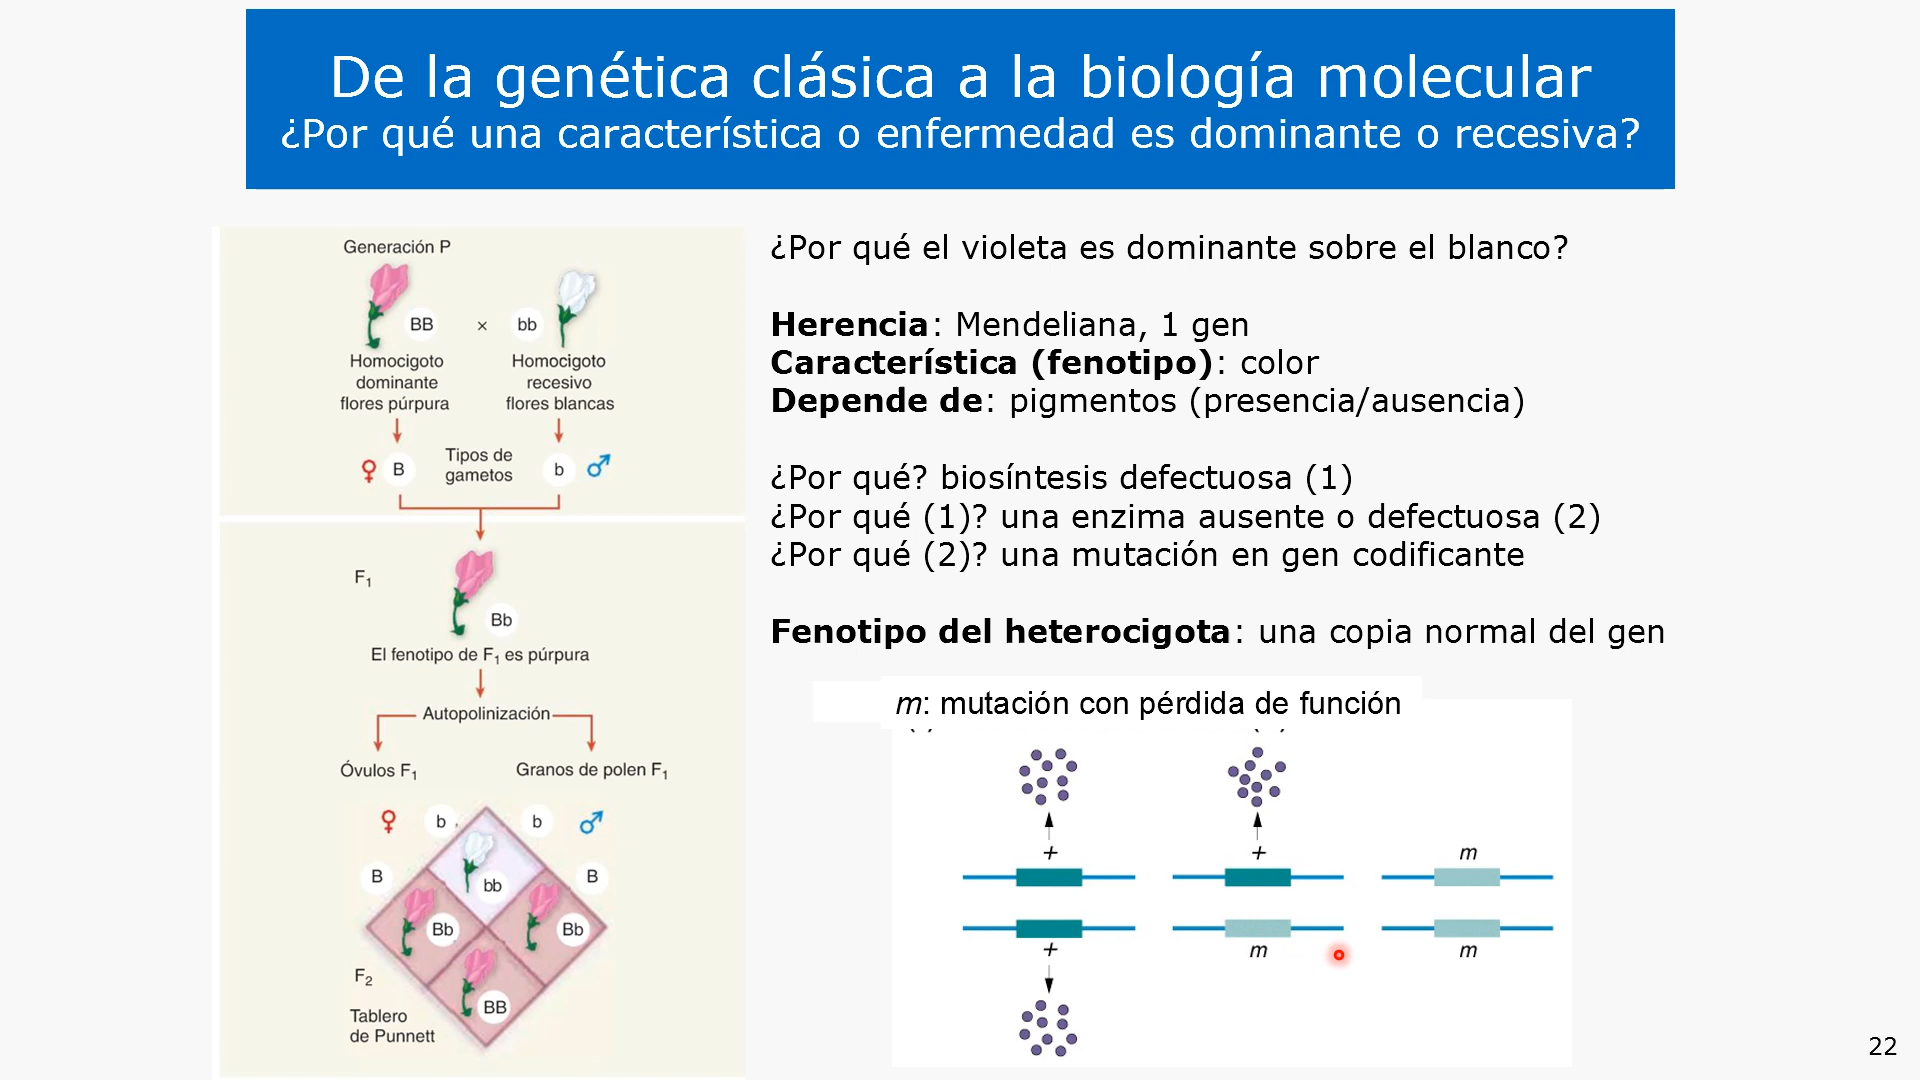 De la genética clásica a la biología molecular
¿Por qué una característica o enfermedad es dominante o recesiva?
Generación P
BB x bb
Homocigoto dominante flores púrpura
Homocigoto recesivo flores blancas
♀ B
Tipos de gametos
b ♂
F1
Bb
El fenotipo de F1 es púrpura
Autopolinización
Óvulos F1
Granos de polen F1
♀ b b ♂
B bb B
Bb Bb
F2
BB
Tablero de Punnett
¿Por qué el violeta es dominante sobre el blanco?
Herencia: Mendeliana, 1 gen
Característica (fenotipo): color
Depende de: pigmentos (presencia/ausencia)
¿Por qué? biosíntesis defectuosa (1)
¿Por qué (1)? una enzima ausente o defectuosa (2)
¿Por qué (2)? una mutación en gen codificante
Fenotipo del heterocigota: una copia normal del gen
m: mutación con pérdida de función
+ + m
+ m m
22